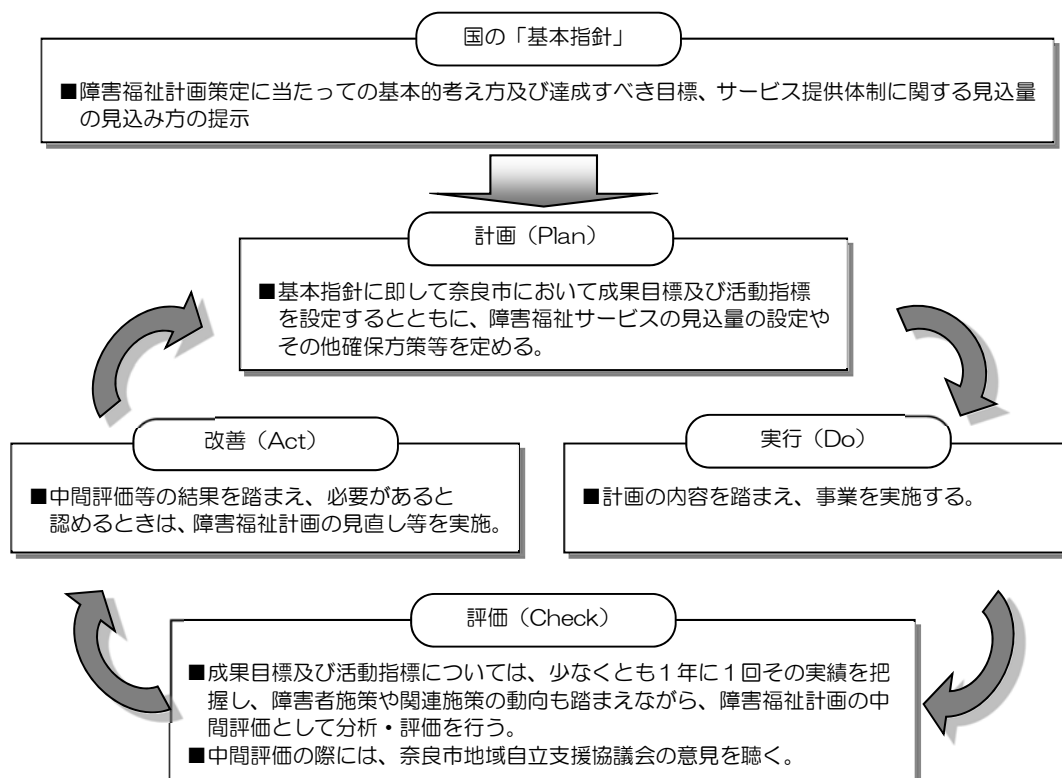 国の「基本指針」
■障害福祉計画策定に当たっての基本的考え方及び達成すべき目標、サービス提供体制に関する見込量
の見込み方の提示
計画（Plan）
■基本指針に即して奈良市において成果目標及び活動指標
を設定するとともに、障害福祉サービスの見込量の設定や
その他確保方策等を定める。
改善（Act）
■中間評価等の結果を踏まえ、必要があると
認めるときは、障害福祉計画の見直し等を実施。
実行（Do）
■計画の内容を踏まえ、事業を実施する。
評価（Check）
■成果目標及び活動指標については、少なくとも１年に１回その実績を把
握し、障害者施策や関連施策の動向も踏まえながら、障害福祉計画の中
間評価として分析・評価を行う。
■中間評価の際には、奈良市地域自立支援協議会の意見を聴く。